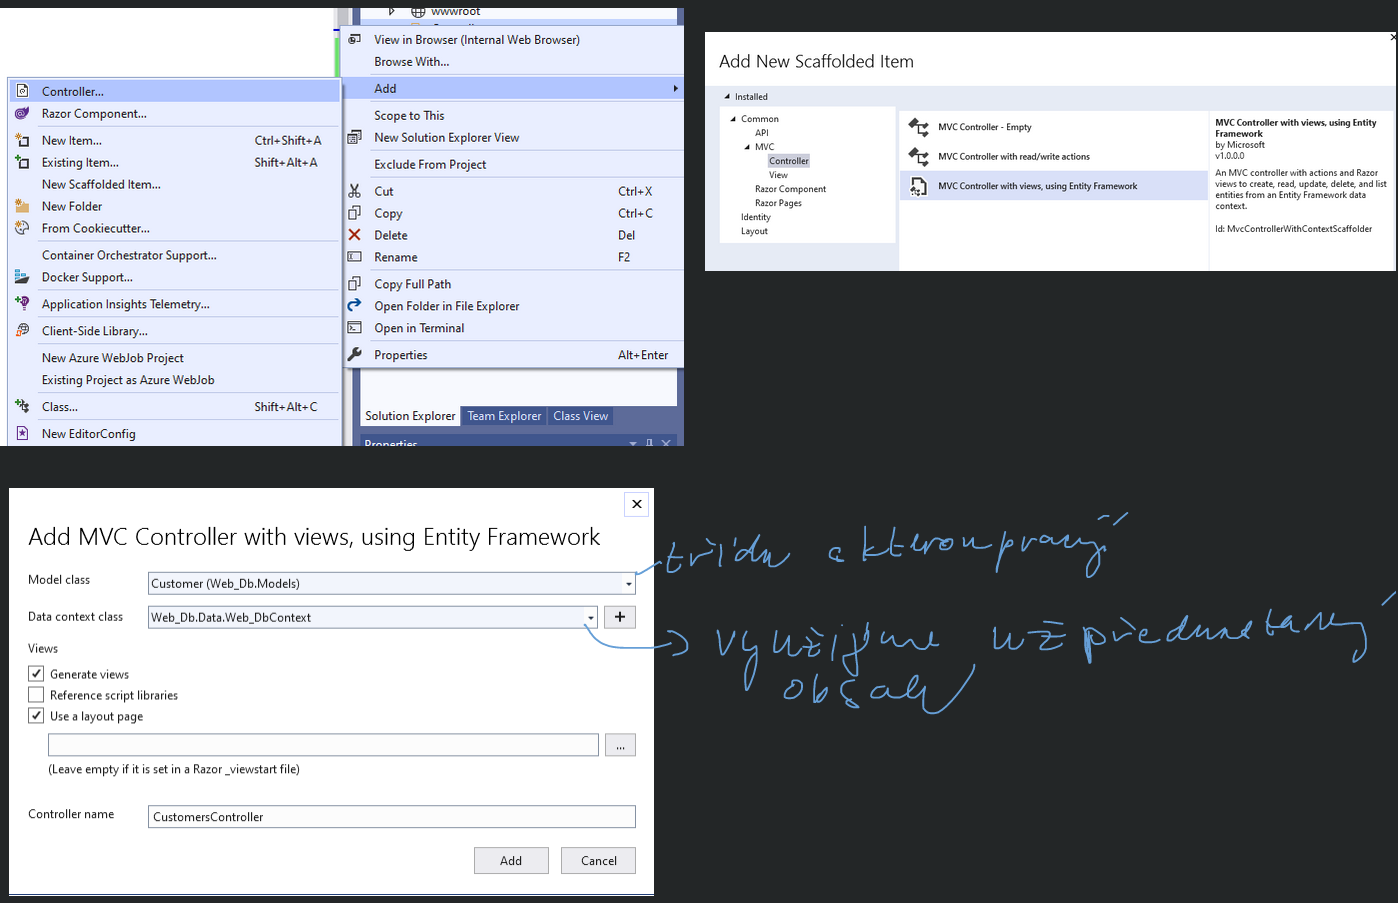 wwwroot
View in Browser (Internal Web Browser)
Browse With...
Add
Scope to This
New Solution Explorer View
Exclude From Project
Cut Ctrl+X
Copy Ctrl+C
Delete Del
Rename F2
Copy Full Path
Open Folder in File Explorer
Open in Terminal
Properties Alt+Enter
Controller...
Razor Component...
New Item... Ctrl+Shift+A
Existing Item... Shift+Alt+A
New Scaffolded Item...
New Folder
From Cookiecutter...
Container Orchestrator Support...
Docker Support...
Application Insights Telemetry...
Client-Side Library...
New Azure WebJob Project
Existing Project as Azure WebJob
Class... Shift+Alt+C
New EditorConfig
Solution Explorer Team Explorer Class View
Properties
Add New Scaffolded Item
Installed
Common
API
MVC
Controller
View
Razor Component
Razor Pages
Identity
Layout
MVC Controller - Empty
MVC Controller with read/write actions
MVC Controller with views, using Entity Framework
MVC Controller with views, using Entity
Framework
by Microsoft
v1.0.0.0
An MVC controller with actions and Razor
views to create, read, update, delete, and list
entities from an Entity Framework data
context.
Id: MvcControllerWithContextScaffolder
Add MVC Controller with views, using Entity Framework
Model class Customer (Web_Db.Models)
Data context class Web_Db.Data.Web_DbContext +
Views
Generate views
Reference script libraries
Use a layout page
...
(Leave empty if it is set in a Razor _viewstart file)
Controller name CustomersController
Add Cancel
třídu
využijme už
obsah